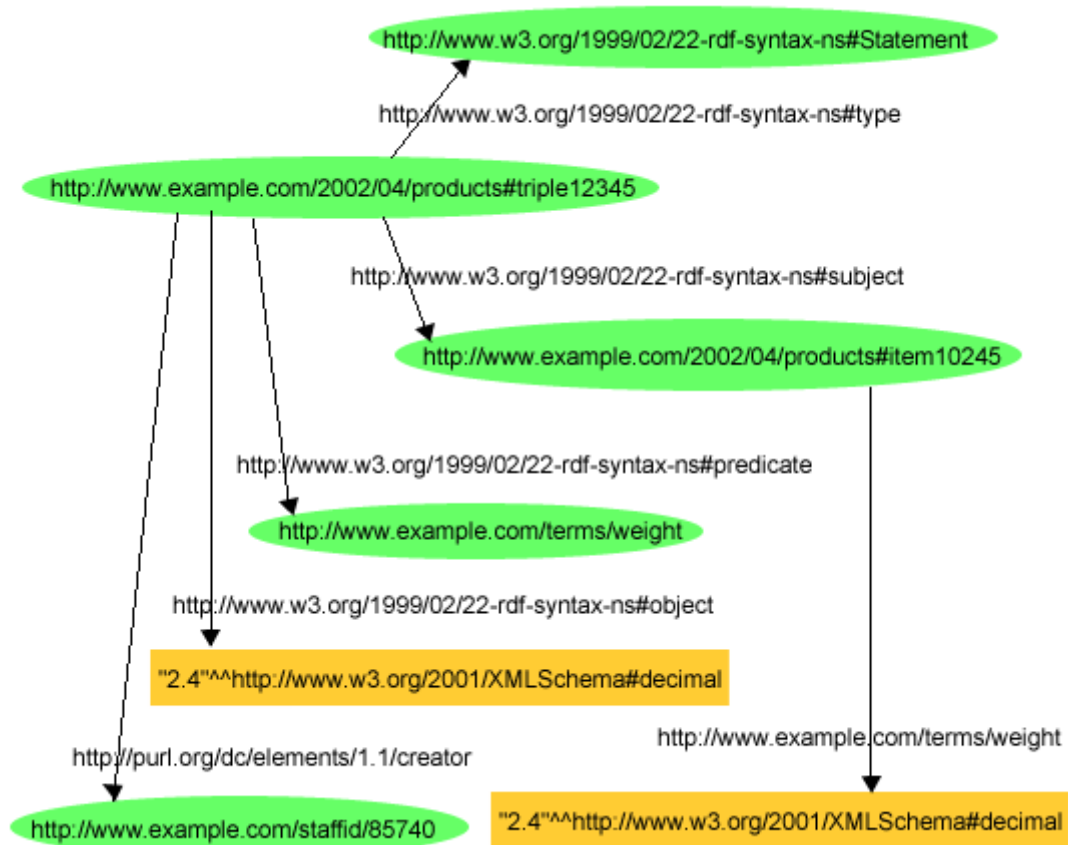 http://www.w3.org/1999/02/22-rdf-syntax-ns#Statement
http://www.w3.org/1999/02/22-rdf-syntax-ns#type
http://www.example.com/2002/04/products#triple12345
http://www.w3.org/1999/02/22-rdf-syntax-ns#subject
http://www.example.com/2002/04/products#item10245
http://www.w3.org/1999/02/22-rdf-syntax-ns#predicate
http://www.example.com/terms/weight
http://www.w3.org/1999/02/22-rdf-syntax-ns#object
"2.4"^^http://www.w3.org/2001/XMLSchema#decimal
http://www.example.com/terms/weight
http://purl.org/dc/elements/1.1/creator
"2.4"^^http://www.w3.org/2001/XMLSchema#decimal
http://www.example.com/staffid/85740